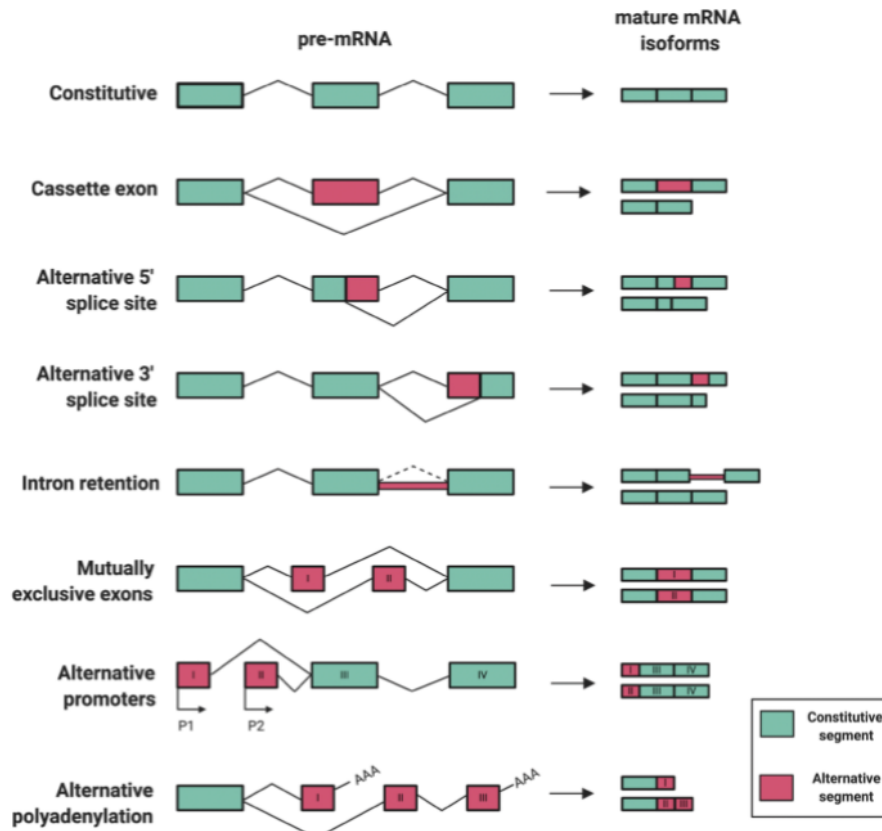 pre-mRNA
mature mRNA
isoforms
Constitutive
Cassette exon
Alternative 5'
splice site
Alternative 3'
splice site
Intron retention
Mutually
exclusive exons
I
II
I
II
Alternative
promoters
I
II
III
IV
P1
P2
I III IV
II III IV
Constitutive
segment
Alternative
segment
Alternative
polyadenylation
I
AAA
II
III
AAA
I
II III